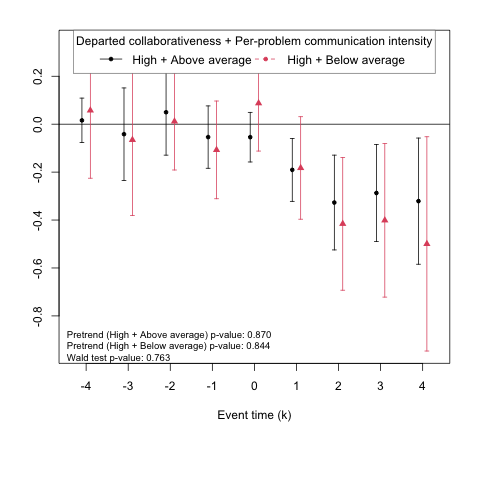 Departed collaborativeness + Per-problem communication intensity
High + Above average High + Below average
0.2
0.0
-0.2
-0.4
-0.6
-0.8
Pretrend (High + Above average) p-value: 0.870
Pretrend (High + Below average) p-value: 0.844
Wald test p-value: 0.763
-4 -3 -2 -1 0 1 2 3 4
Event time (k)